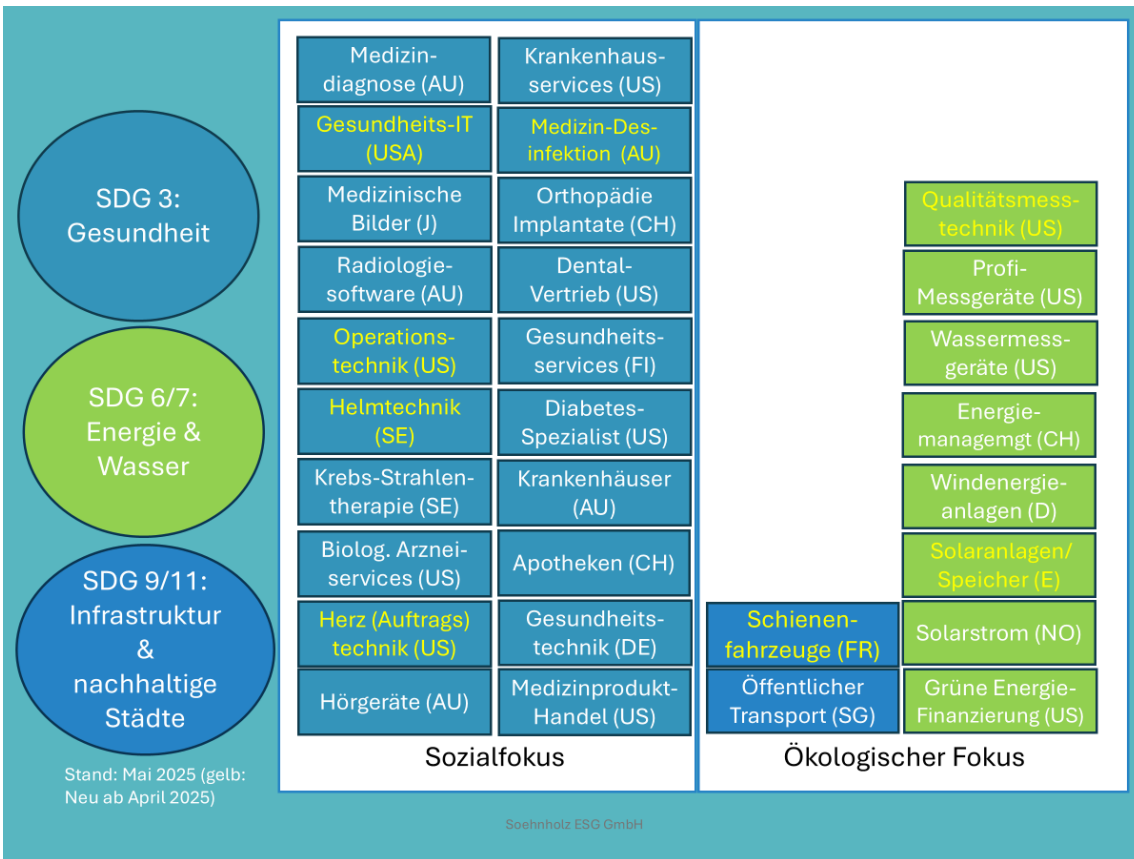 SDG 3:
Gesundheit
SDG 6/7:
Energie &
Wasser
SDG 9/11:
Infrastruktur
&
nachhaltige
Städte
Stand: Mai 2025 (gelb:
Neu ab April 2025)
Medizin-
diagnose (AU)
Gesundheits-IT
(USA)
Medizinische
Bilder (J)
Radiologie-
software (AU)
Operations-
technik (US)
Helmtechnik
(SE)
Krebs-Strahlen-
therapie (SE)
Biolog. Arznei-
services (US)
Herz (Auftrags)
technik (US)
Hörgeräte (AU)
Krankenhaus-
services (US)
Medizin-Des-
infektion (AU)
Orthopädie
Implantate (CH)
Dental-
Vertrieb (US)
Gesundheits-
services (FI)
Diabetes-
Spezialist (US)
Krankenhäuser
(AU)
Apotheken (CH)
Gesundheits-
technik (DE)
Medizinprodukt-
Handel (US)
Sozialfokus
Schienen-
fahrzeuge (FR)
Öffentlicher
Transport (SG)
Qualitätsmess-
technik (US)
Profi-
Messgeräte (US)
Wassermess-
geräte (US)
Energie-
managemgt (CH)
Windenergie-
anlagen (D)
Solaranlagen/
Speicher (E)
Solarstrom (NO)
Grüne Energie-
Finanzierung (US)
Ökologischer Fokus
Soehnholz ESG GmbH